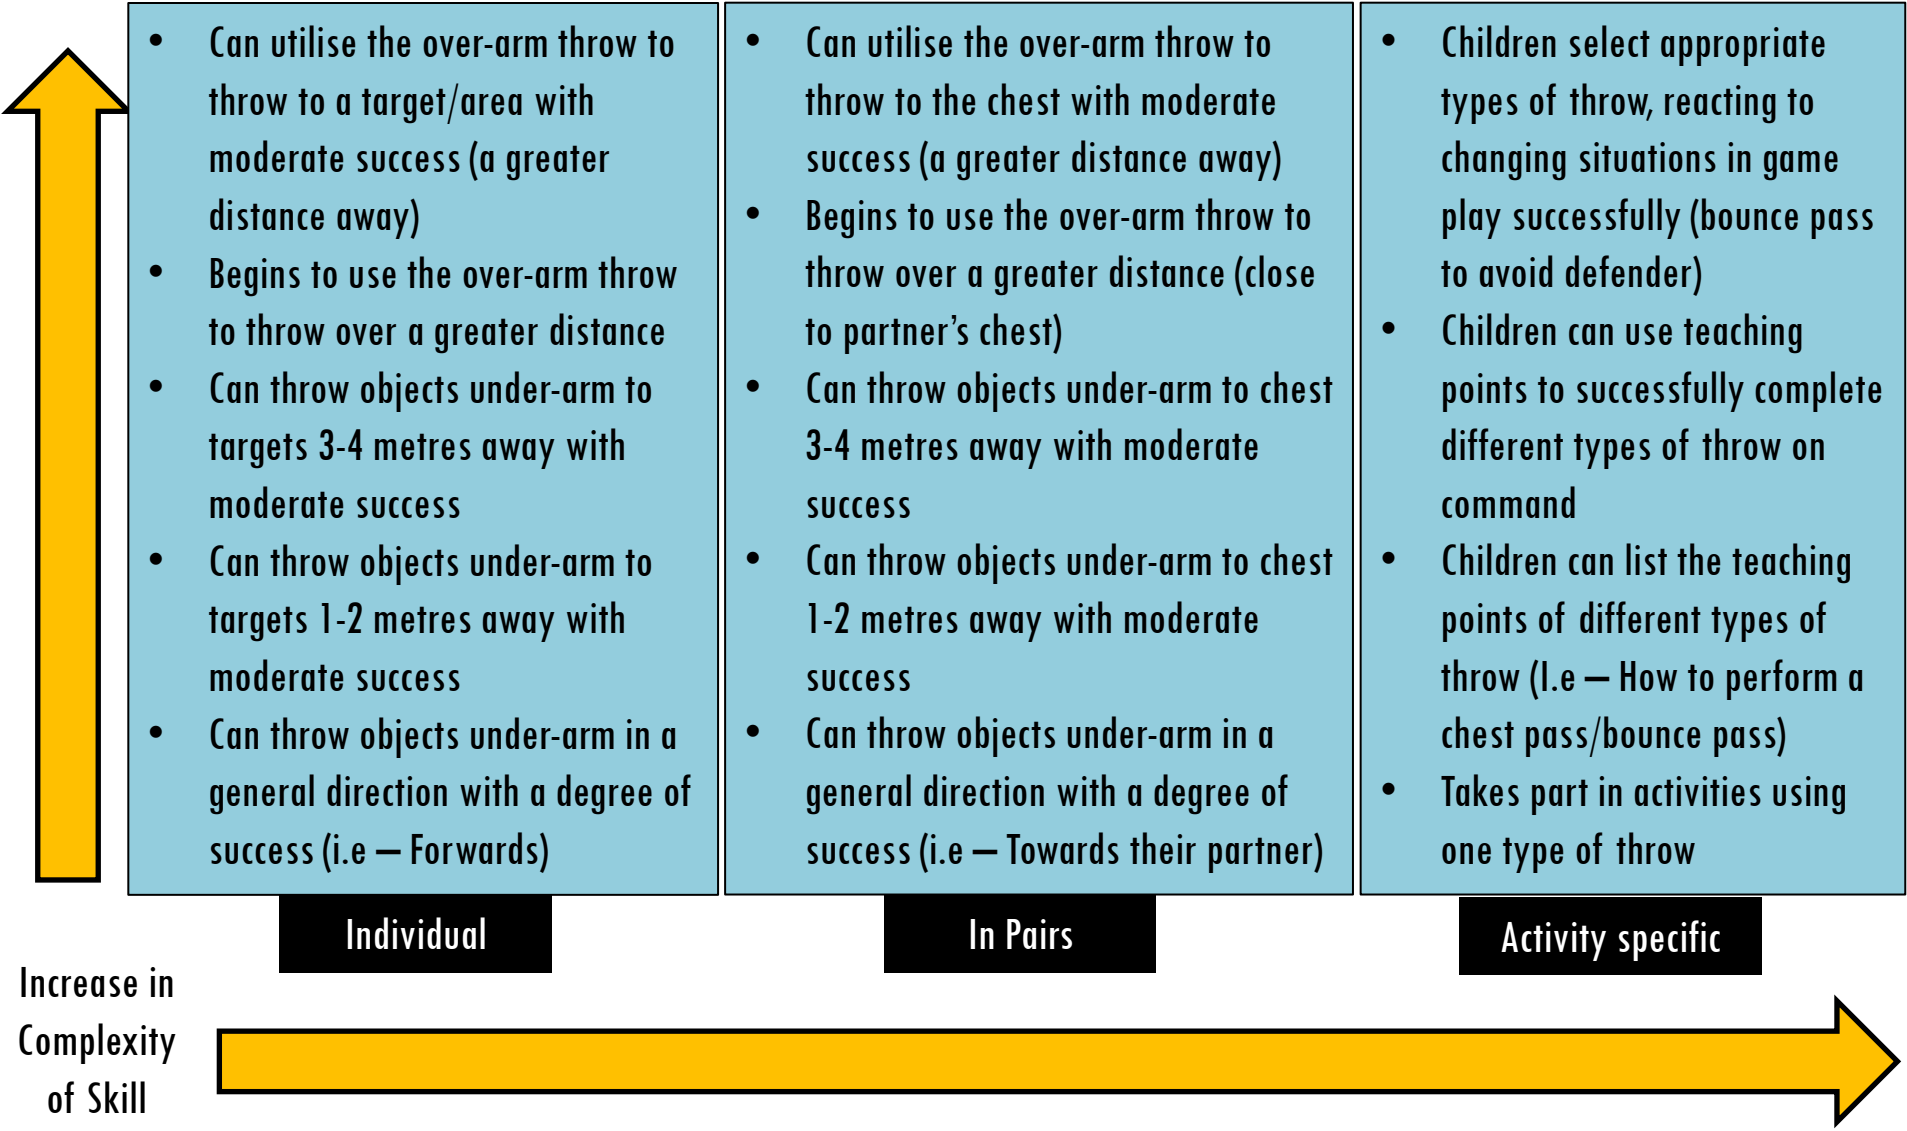 • Can utilise the over-arm throw to
throw to a target/area with
moderate success (a greater
distance away)
• Begins to use the over-arm throw
to throw over a greater distance
• Can throw objects under-arm to
targets 3-4 metres away with
moderate success
• Can throw objects under-arm to
targets 1-2 metres away with
moderate success
• Can throw objects under-arm in a
general direction with a degree of
success (i.e – Forwards)
Individual
• Can utilise the over-arm throw to
throw to the chest with moderate
success (a greater distance away)
• Begins to use the over-arm throw to
throw over a greater distance (close
to partner’s chest)
• Can throw objects under-arm to chest
3-4 metres away with moderate
success
• Can throw objects under-arm to chest
1-2 metres away with moderate
success
• Can throw objects under-arm in a
general direction with a degree of
success (i.e – Towards their partner)
In Pairs
• Children select appropriate
types of throw, reacting to
changing situations in game
play successfully (bounce pass
to avoid defender)
• Children can use teaching
points to successfully complete
different types of throw on
command
• Children can list the teaching
points of different types of
throw (I.e – How to perform a
chest pass/bounce pass)
• Takes part in activities using
one type of throw
Activity specific
Increase in
Complexity
of Skill